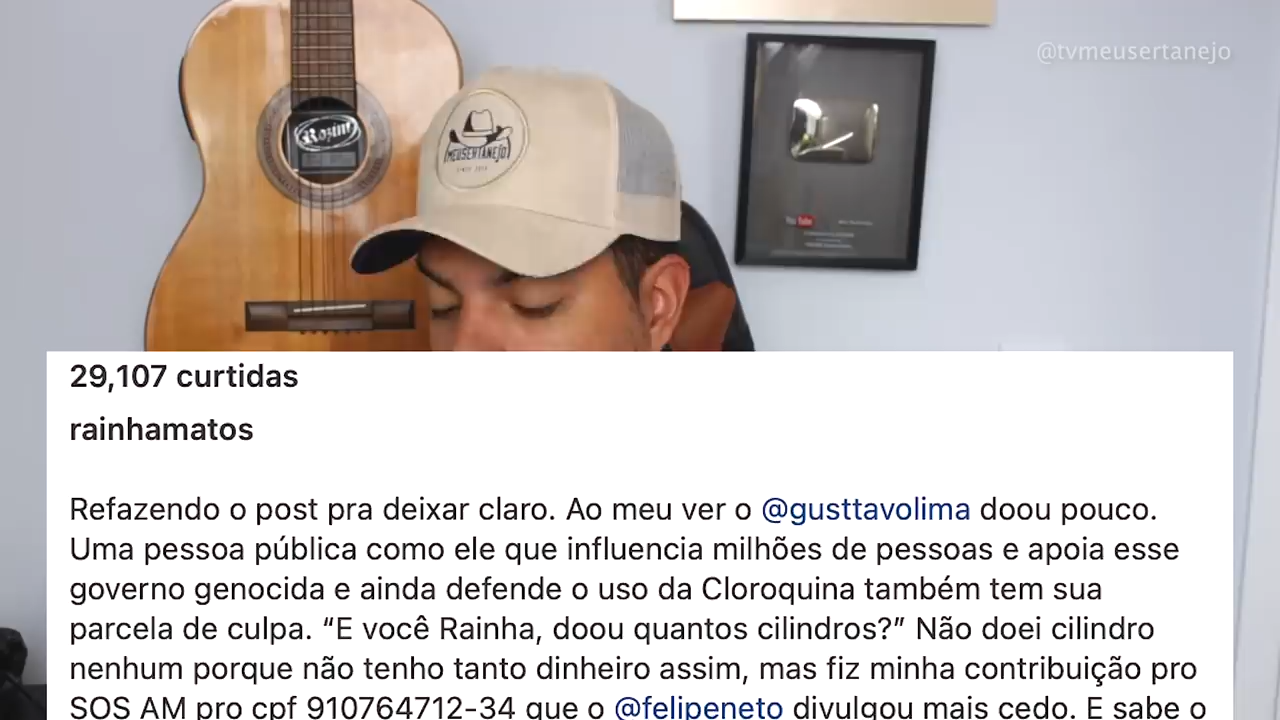 @tvmeusertanejo
Rozini
MEUSERTANEJO
YouTube
29,107 curtidas
rainhamatos
Refazendo o post pra deixar claro. Ao meu ver o @gusttavolima doou pouco.
Uma pessoa pública como ele que influencia milhões de pessoas e apoia esse
governo genocida e ainda defende o uso da Cloroquina também tem sua
parcela de culpa. “E você Rainha, doou quantos cilindros?” Não doei cilindro
nenhum porque não tenho tanto dinheiro assim, mas fiz minha contribuição pro
SOS AM pro cpf 910764712-34 que o @felipeneto divulgou mais cedo. E sabe o